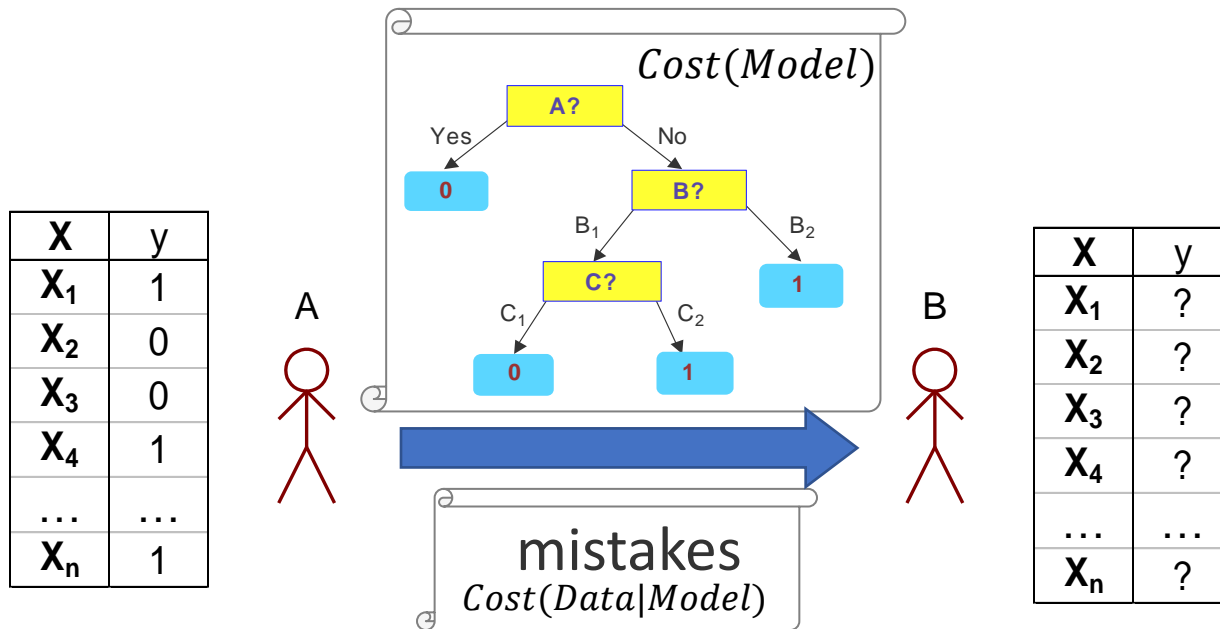 Cost(Model)
A?
Yes No
0 B?
B₁ B₂
C? 1
C₁ C₂
0 1
X y
X₁ 1
X₂ 0
X₃ 0
X₄ 1
… …
Xₙ 1
A
B
X y
X₁ ?
X₂ ?
X₃ ?
X₄ ?
… …
Xₙ ?
mistakes
Cost(Data|Model)